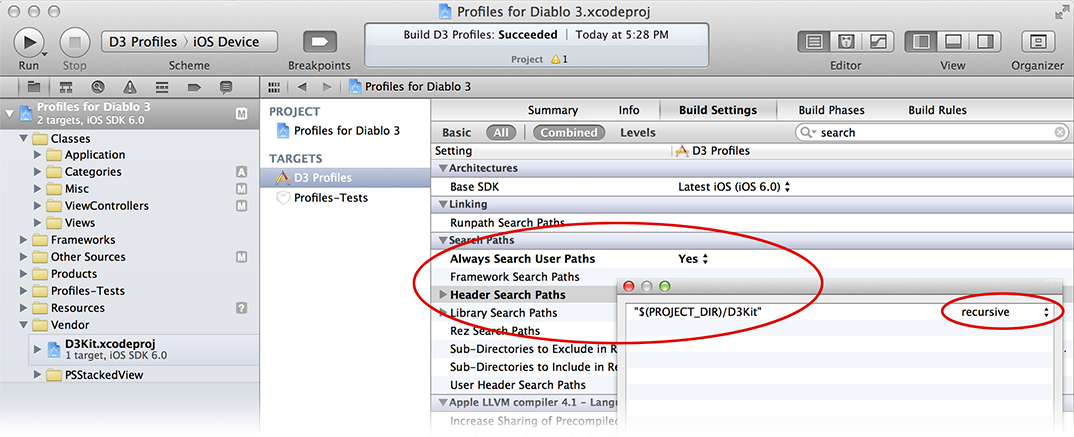 Profiles for Diablo 3.xcodeproj
D3 Profiles 〉 iOS Device
Build D3 Profiles: Succeeded | Today at 5:28 PM
Project 1
Run Stop Scheme Breakpoints Editor View Organizer
Profiles for Diablo 3
2 targets, iOS SDK 6.0
M
Classes
Application
Categories A
Misc M
ViewControllers M
Views
Frameworks
Other Sources M
Products
Profiles-Tests
Resources ?
Vendor
D3Kit.xcodeproj
1 target, iOS SDK 6.0
PSStackedView
Profiles for Diablo 3
PROJECT
Profiles for Diablo 3
TARGETS
D3 Profiles
Profiles-Tests
Summary Info Build Settings Build Phases Build Rules
Basic All Combined Levels search
Setting D3 Profiles
Architectures
Base SDK Latest iOS (iOS 6.0)
Linking
Runpath Search Paths
Search Paths
Always Search User Paths Yes
Framework Search Paths
Header Search Paths
Library Search Paths
Rez Search Paths
Sub-Directories to Exclude in R
Sub-Directories to Include in Re
User Header Search Paths
Apple LLVM compiler 4.1 - Langu
Increase Sharing of Precompiled
"$(PROJECT_DIR)/D3Kit" recursive